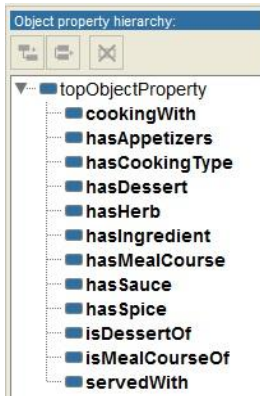 Object property hierarchy:
topObjectProperty
cookingWith
hasAppetizers
hasCookingType
hasDessert
hasHerb
hasIngredient
hasMealCourse
hasSauce
hasSpice
isDessertOf
isMealCourseOf
servedWith